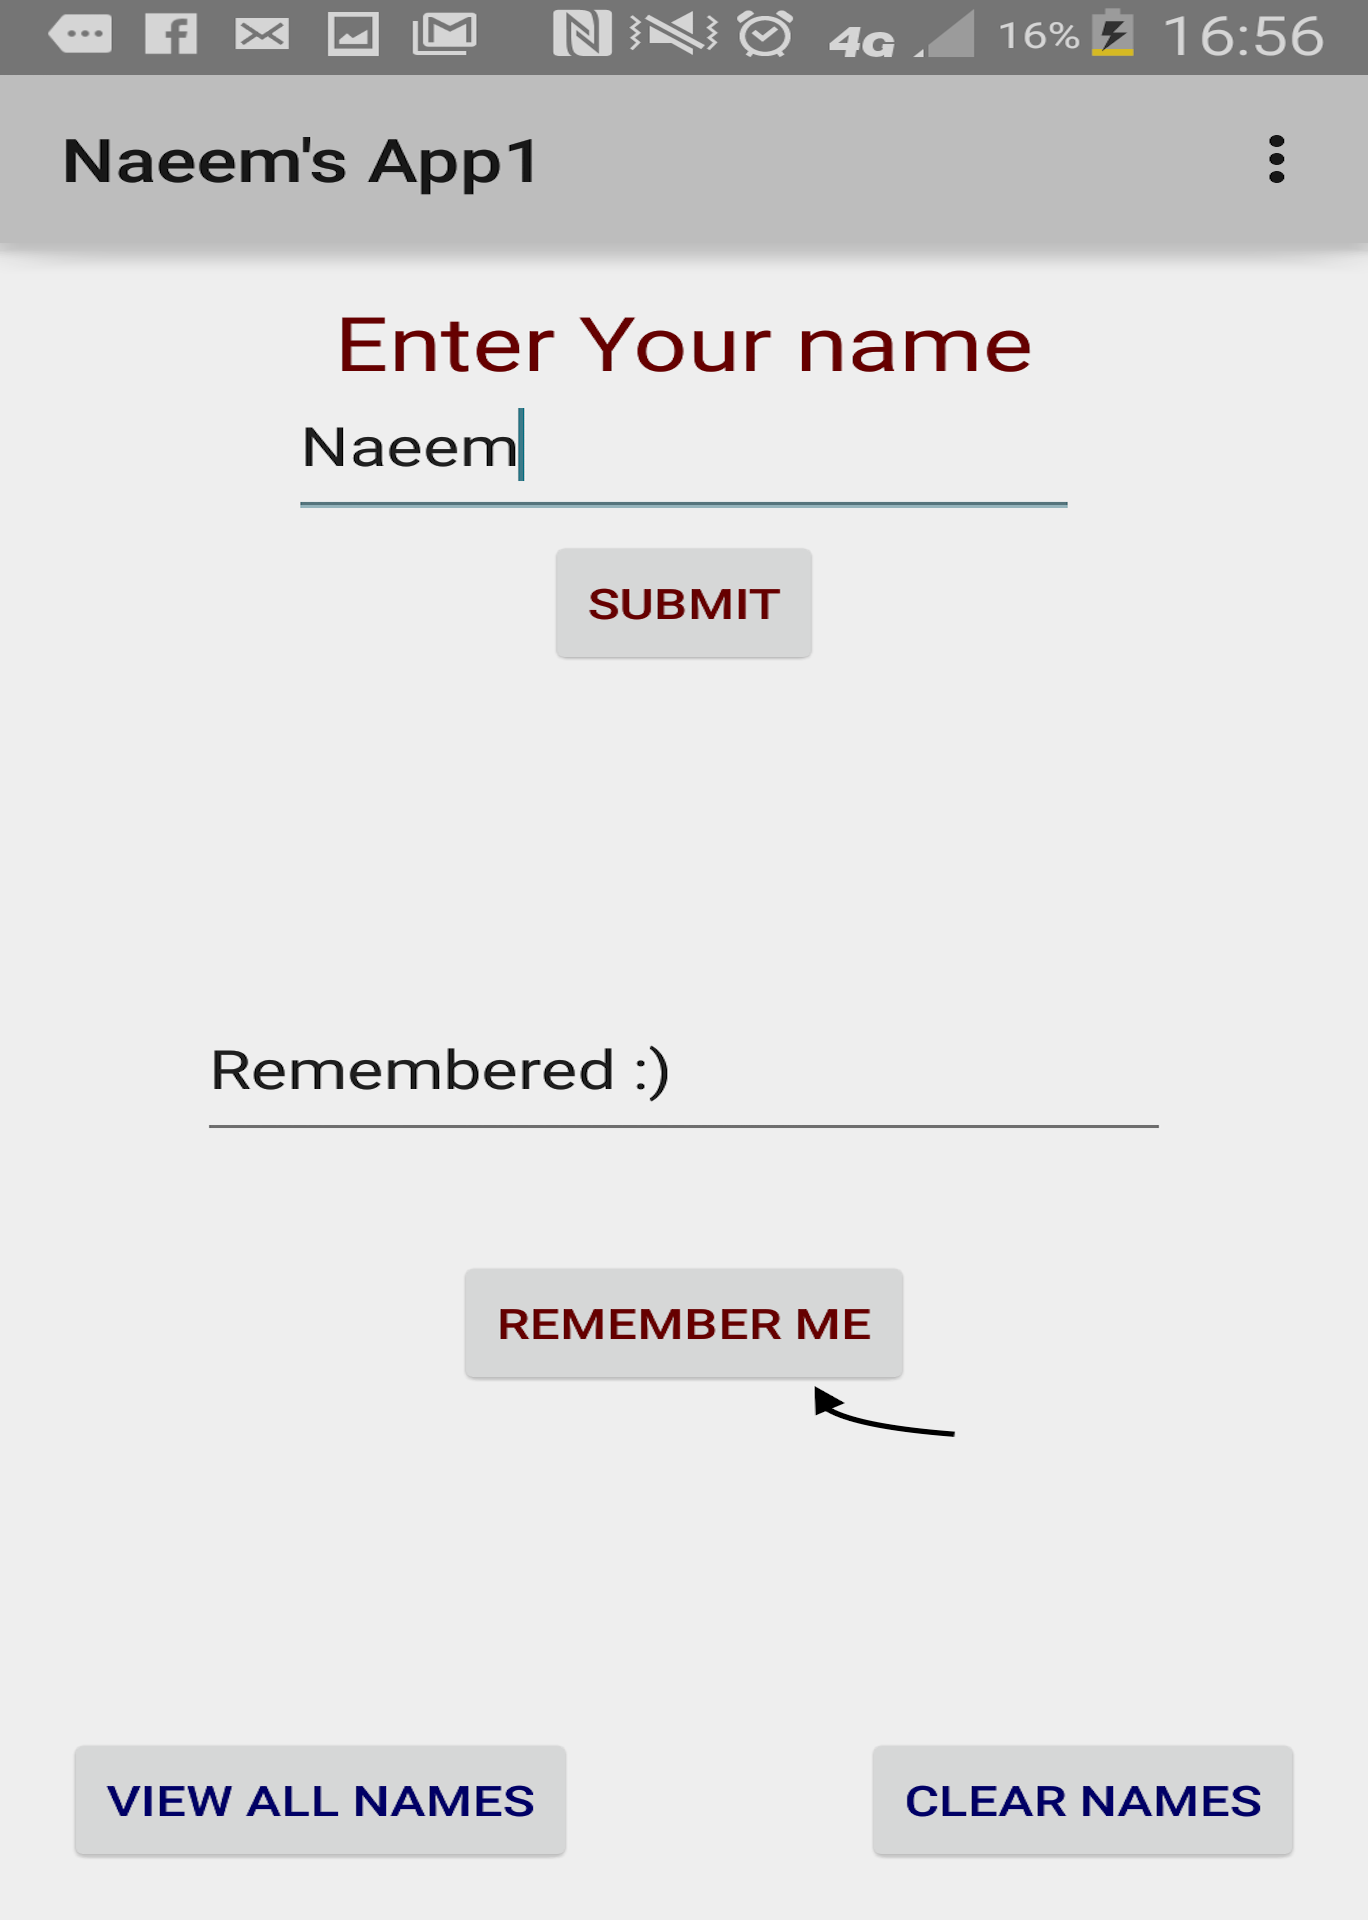 4G 16% 16:56
Naeem's App1
Enter Your name
Naeem
SUBMIT
Remembered :)
REMEMBER ME
VIEW ALL NAMES CLEAR NAMES